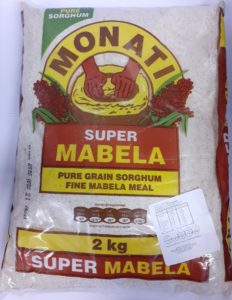 PURE
SORGHUM
MONATI
SUPER
MABELA
PURE GRAIN SORGHUM
FINE MABELA MEAL
2 kg
SUPER MABELA